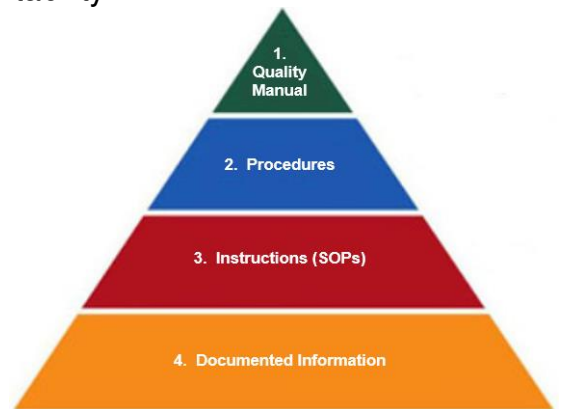 1.
Quality
Manual
2. Procedures
3. Instructions (SOPs)
4. Documented Information